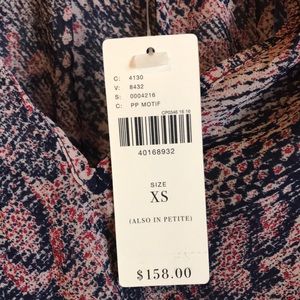 C: 4130
V: 8432
S: 0004216
C: PP MOTIF
40168932
SIZE
XS
(ALSO IN PETITE)
$158.00